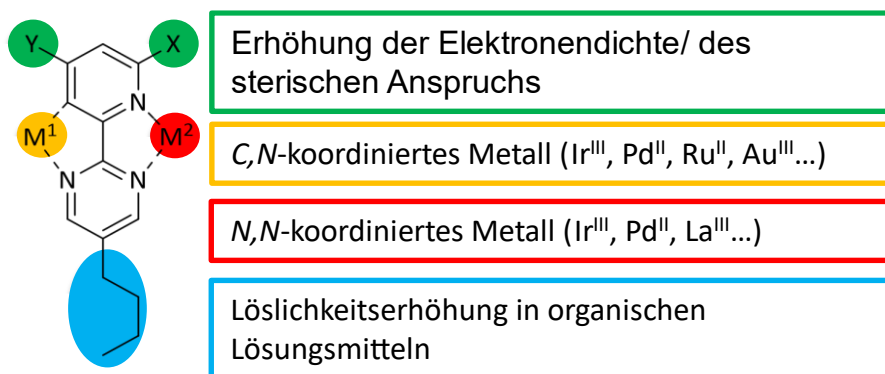 Y
X
N
M¹
M²
N
N
Erhöhung der Elektronendichte/ des
sterischen Anspruchs
C,N-koordiniertes Metall (Irᴵᴵᴵ, Pdᴵᴵ, Ruᴵᴵ, Auᴵᴵᴵ...)
N,N-koordiniertes Metall (Irᴵᴵᴵ, Pdᴵᴵ, Laᴵᴵᴵ...)
Löslichkeitserhöhung in organischen
Lösungsmitteln